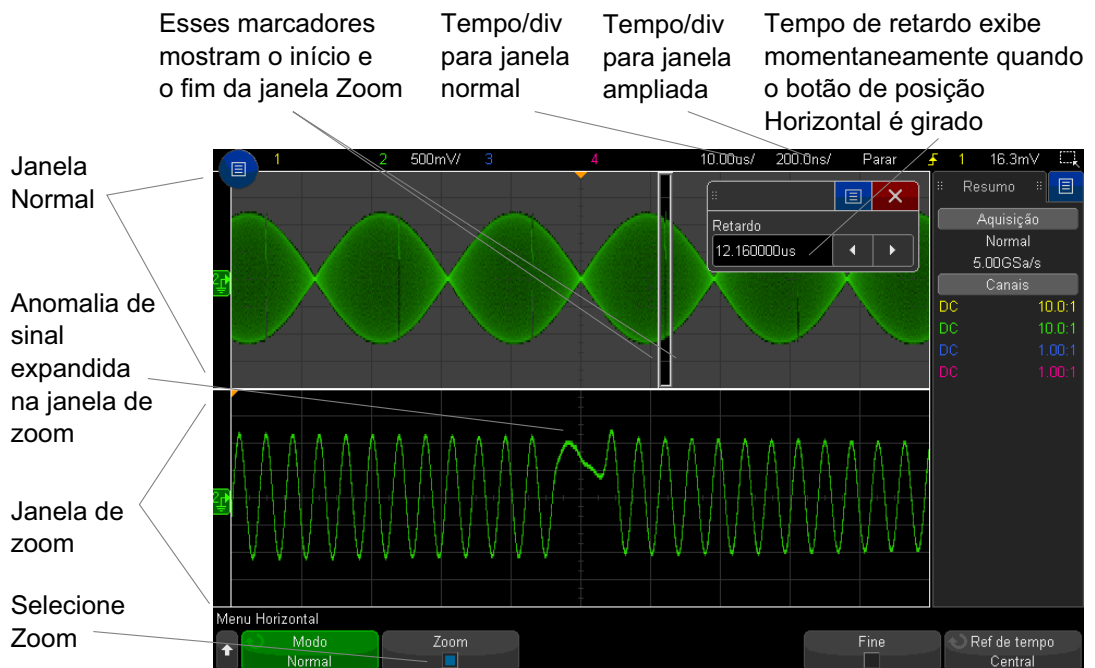 Esses marcadores
mostram o início e
o fim da janela Zoom
Tempo/div
para janela
normal
Tempo/div
para janela
ampliada
Tempo de retardo exibe
momentaneamente quando
o botão de posição
Horizontal é girado
Janela
Normal
Anomalia de
sinal
expandida
na janela de
zoom
Janela de
zoom
Selecione
Zoom
1 2 500mV/ 3 4 10.00us/ 200.0ns/ Parar 1 16.3mV
Retardo
12.160000us
Resumo
Aquisição
Normal
5.00GSa/s
Canais
DC 10.0:1
DC 10.0:1
DC 1.00:1
DC 1.00:1
2
2
Menu Horizontal
Modo
Normal
Zoom
Fine
Ref de tempo
Central